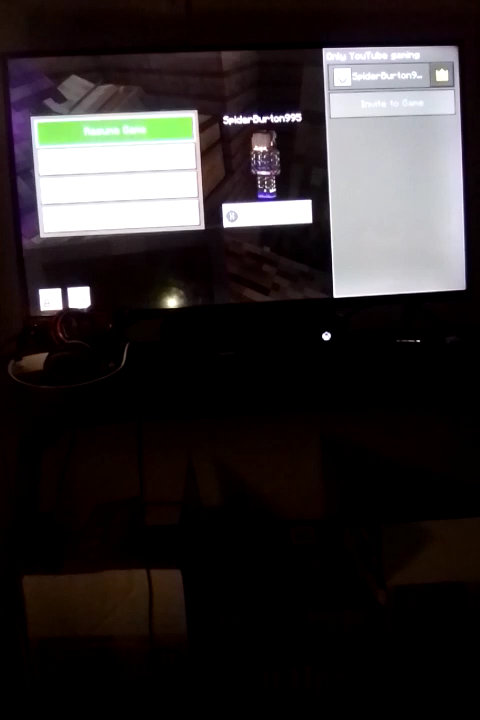 Only YouTube gaming
SpiderBurton9...
Invite to Game
Resume Game
SpiderBurton995
R